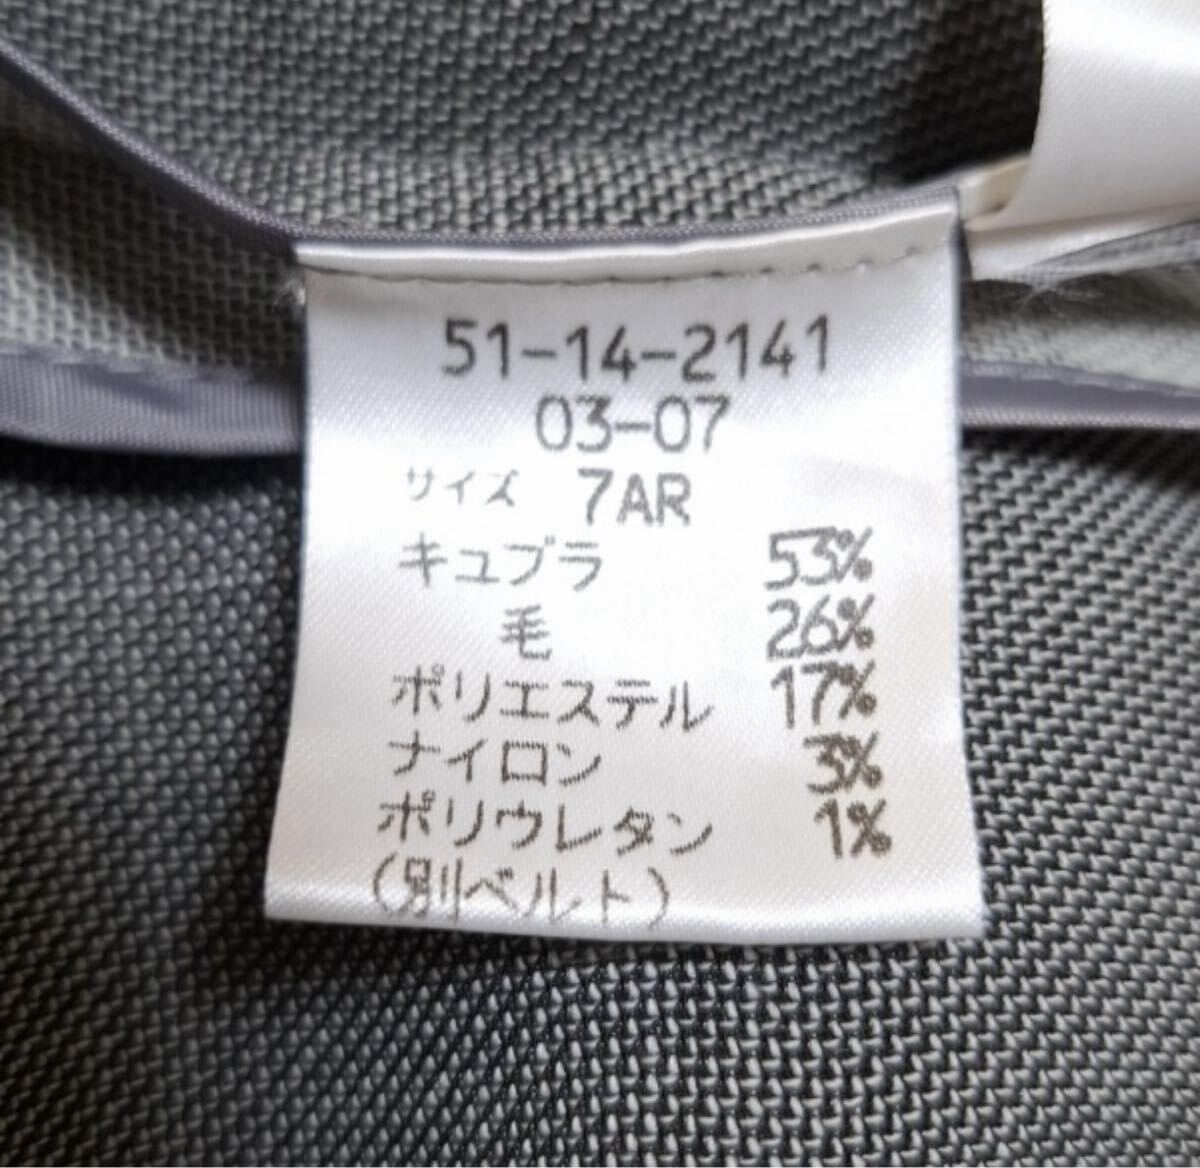 51-14-2141
03-07
サイズ 7AR
キュプラ 53%
毛 26%
ポリエステル 17%
ナイロン 3%
ポリウレタン 1%
(別ベルト)